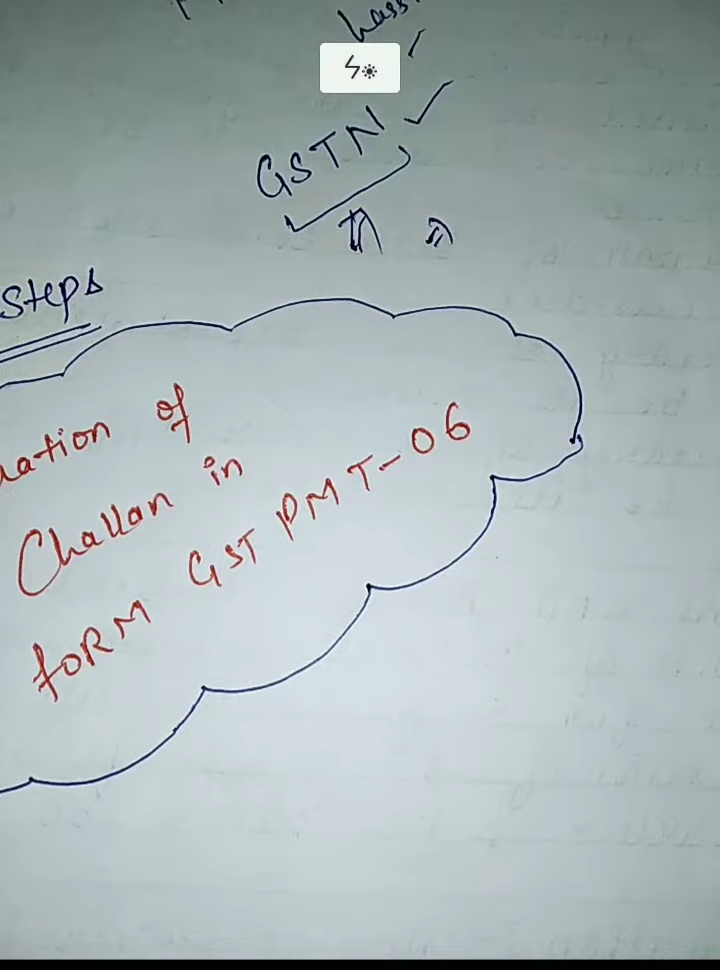 GSTN
Steps
ation of
Challan in
FORM GST PMT-06